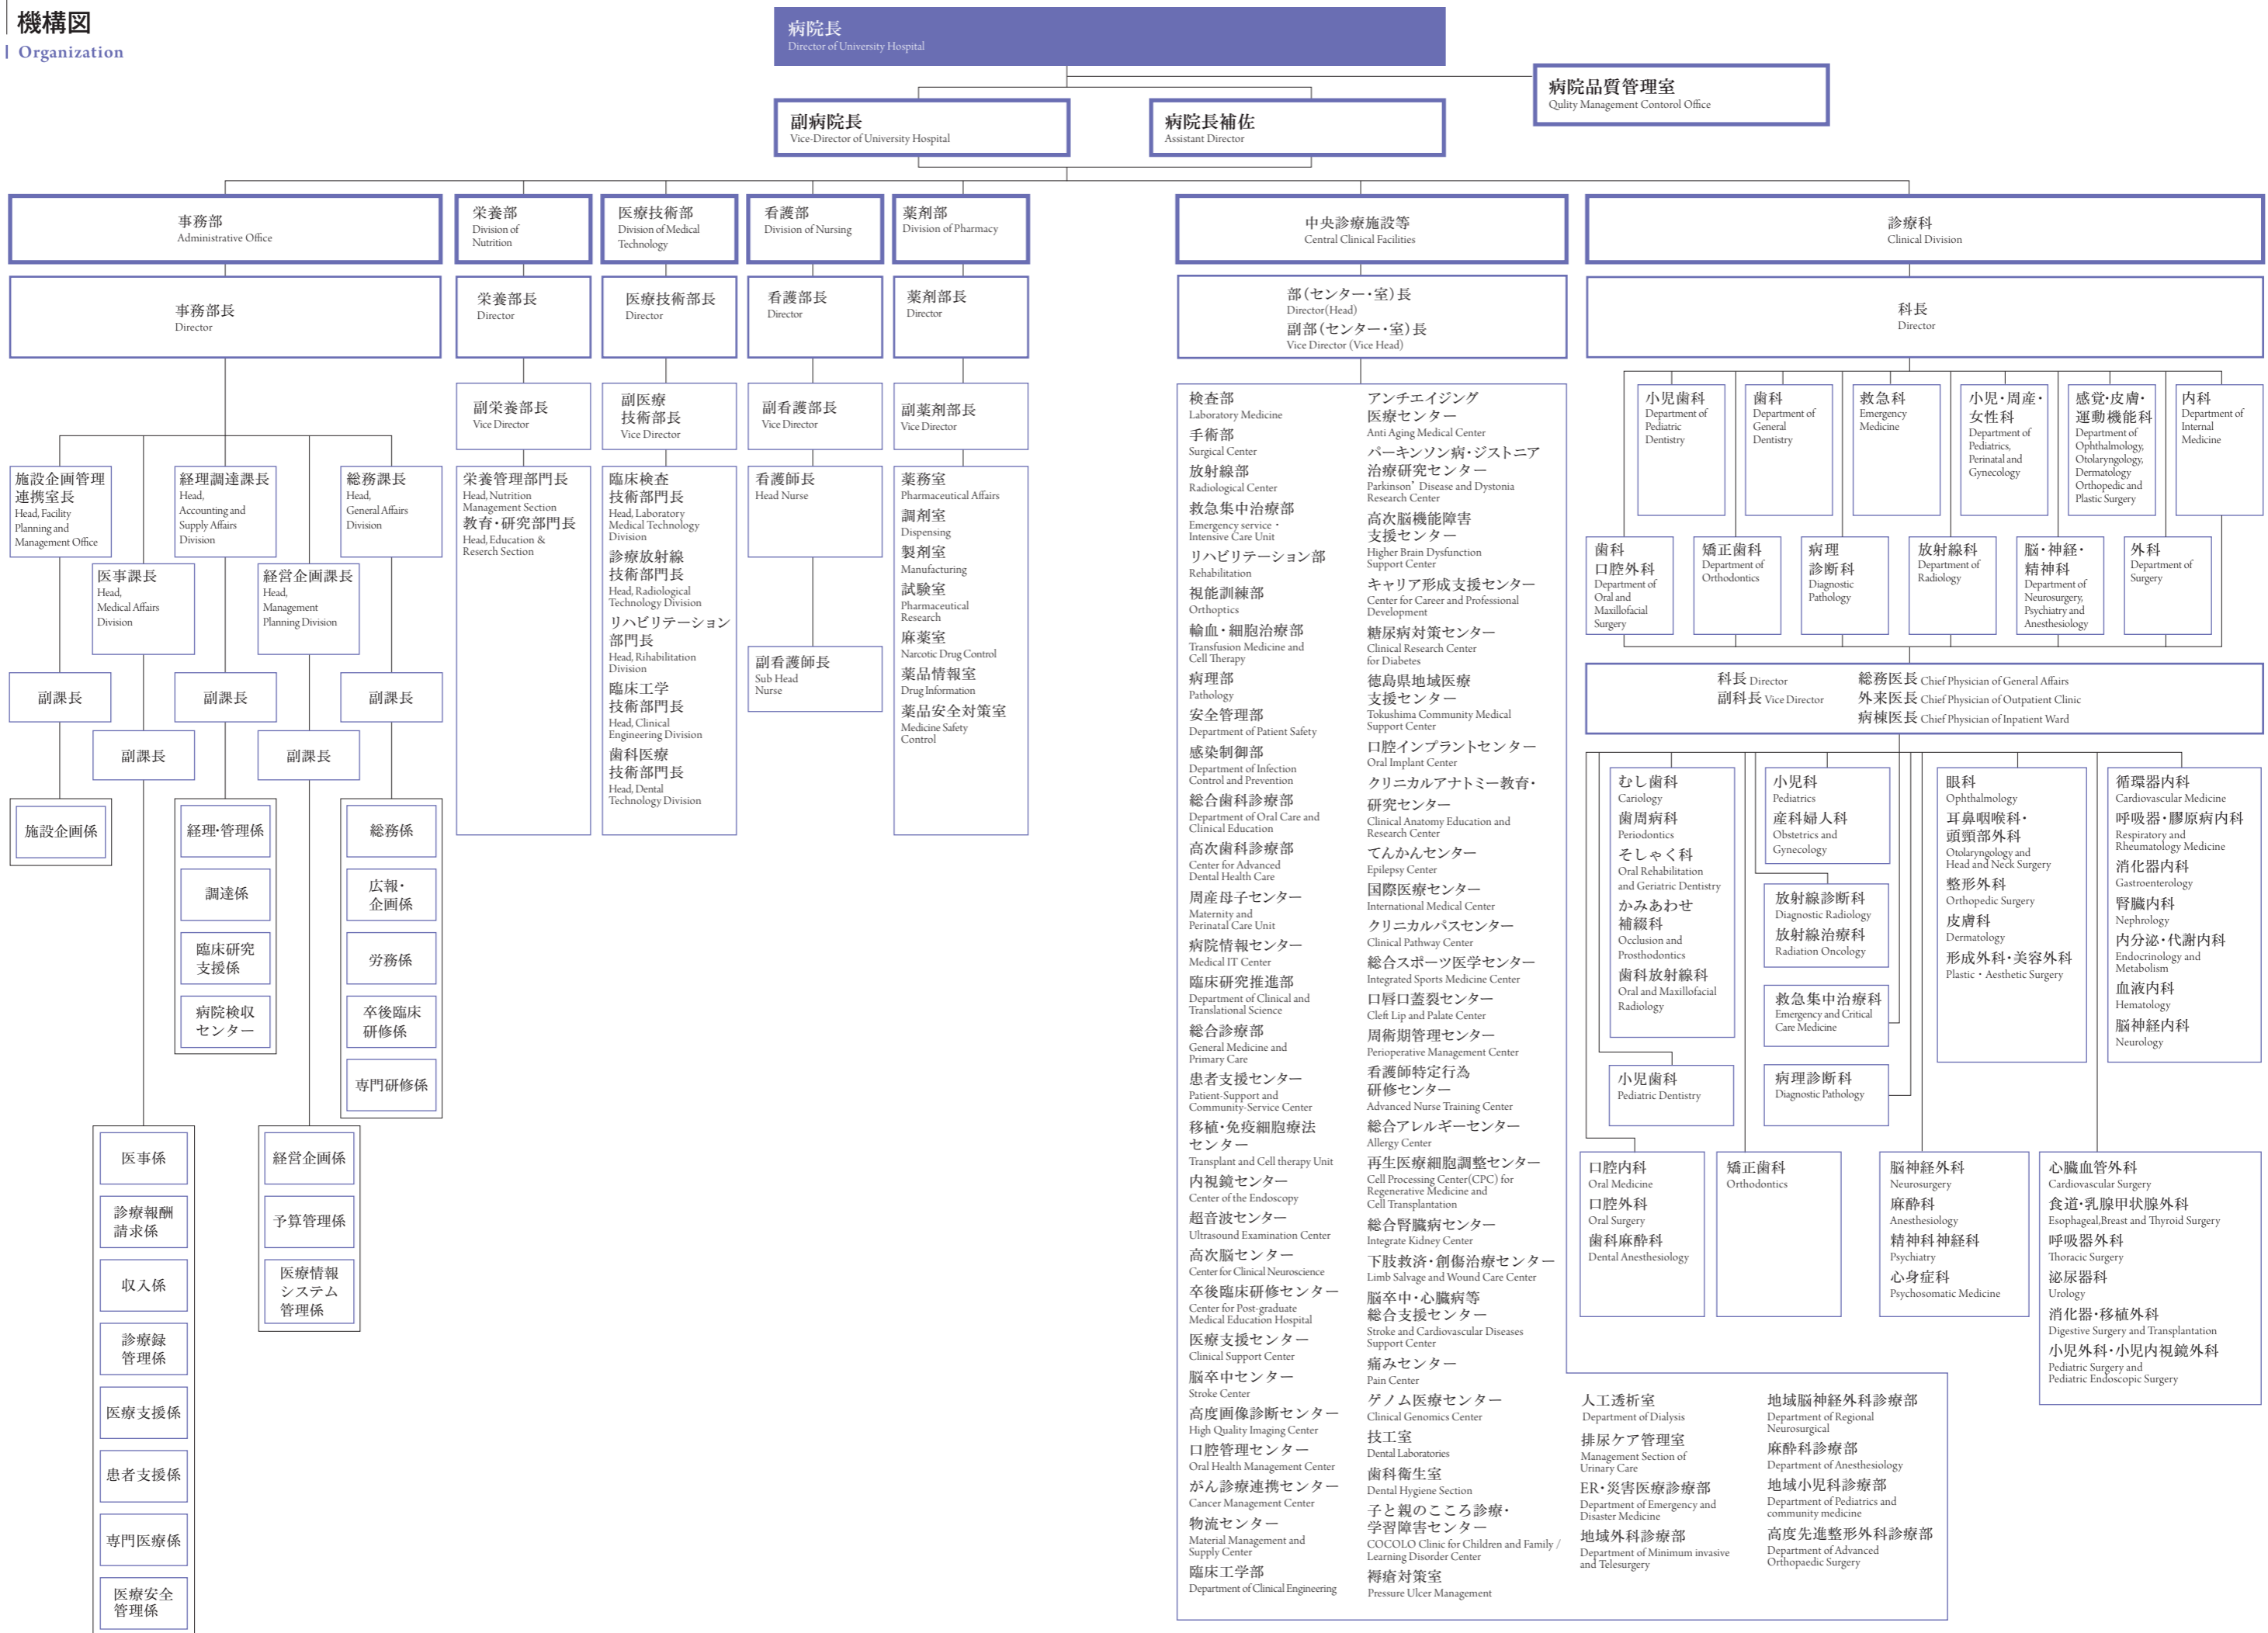 機構図
Organization
病院長
Director of University Hospital
病院品質管理室
Qulity Management Contorol Office
副病院長
Vice-Director of University Hospital
病院長補佐
Assistant Director
事務部
Administrative Office
事務部長
Director
施設企画管理
連携室長
Head, Facility
Planning and
Management Office
経理調達課長
Head,
Accounting and
Supply Affairs
Division
総務課長
Head,
General Affairs
Division
医事課長
Head,
Medical Affairs
Division
経営企画課長
Head,
Management
Planning Division
副課長
副課長
副課長
副課長
副課長
施設企画係
経理・管理係
調達係
臨床研究
支援係
病院検収
センター
総務係
広報・
企画係
労務係
卒後臨床
研修係
専門研修係
医事係
診療報酬
請求係
収入係
診療録
管理係
医療支援係
患者支援係
専門医療係
医療安全
管理係
経営企画係
予算管理係
医療情報
システム
管理係
栄養部
Division of
Nutrition
栄養部長
Director
副栄養部長
Vice Director
栄養管理部門長
Head, Nutrition
Management Section
教育・研究部門長
Head, Education &
Reserch Section
医療技術部
Division of Medical
Technology
医療技術部長
Director
副医療
技術部長
Vice Director
臨床検査
技術部門長
Head, Laboratory
Medical Technology
Division
診療放射線
技術部門長
Head, Radiological
Technology Division
リハビリテーション
部門長
Head, Rihabilitation
Division
臨床工学
技術部門長
Head, Clinical
Engineering Division
歯科医療
技術部門長
Head, Dental
Technology Division
看護部
Division of Nursing
看護部長
Director
副看護部長
Vice Director
看護師長
Head Nurse
副看護師長
Sub Head
Nurse
薬剤部
Division of Pharmacy
薬剤部長
Director
副薬剤部長
Vice Director
薬務室
Pharmaceutical Affairs
調剤室
Dispensing
製剤室
Manufacturing
試験室
Pharmaceutical
Research
麻薬室
Narcotic Drug Control
薬品情報室
Drug Information
薬品安全対策室
Medicine Safety
Control
中央診療施設等
Central Clinical Facilities
部（センター・室）長
Director(Head)
副部（センター・室）長
Vice Director (Vice Head)
検査部
Laboratory Medicine
手術部
Surgical Center
放射線部
Radiological Center
救急集中治療部
Emergency service・
Intensive Care Unit
リハビリテーション部
Rehabilitation
視能訓練部
Orthoptics
輸血・細胞治療部
Transfusion Medicine and
Cell Therapy
病理部
Pathology
安全管理部
Department of Patient Safety
感染制御部
Department of Infection
Control and Prevention
総合歯科診療部
Department of Oral Care and
Clinical Education
高次歯科診療部
Center for Advanced
Dental Health Care
周産母子センター
Maternity and
Perinatal Care Unit
病院情報センター
Medical IT Center
臨床研究推進部
Department of Clinical and
Translational Science
総合診療部
General Medicine and
Primary Care
患者支援センター
Patient-Support and
Community-Service Center
移植・免疫細胞療法
センター
Transplant and Cell therapy Unit
内視鏡センター
Center of the Endoscopy
超音波センター
Ultrasound Examination Center
高次脳センター
Center for Clinical Neuroscience
卒後臨床研修センター
Center for Post-graduate
Medical Education Hospital
医療支援センター
Clinical Support Center
脳卒中センター
Stroke Center
高度画像診断センター
High Quality Imaging Center
口腔管理センター
Oral Health Management Center
がん診療連携センター
Cancer Management Center
物流センター
Material Management and
Supply Center
臨床工学部
Department of Clinical Engineering
アンチエイジング
医療センター
Anti Aging Medical Center
パーキンソン病・ジストニア
治療研究センター
Parkinson’ Disease and Dystonia
Research Center
高次脳機能障害
支援センター
Higher Brain Dysfunction
Support Center
キャリア形成支援センター
Center for Career and Professional
Development
糖尿病対策センター
Clinical Research Center
for Diabetes
徳島県地域医療
支援センター
Tokushima Community Medical
Support Center
口腔インプラントセンター
Oral Implant Center
クリニカルアナトミー教育・
研究センター
Clinical Anatomy Education and
Research Center
てんかんセンター
Epilepsy Center
国際医療センター
International Medical Center
クリニカルパスセンター
Clinical Pathway Center
総合スポーツ医学センター
Integrated Sports Medicine Center
口唇口蓋裂センター
Cleft Lip and Palate Center
周術期管理センター
Perioperative Management Center
看護師特定行為
研修センター
Advanced Nurse Training Center
総合アレルギーセンター
Allergy Center
再生医療細胞調整センター
Cell Processing Center(CPC) for
Regenerative Medicine and
Cell Transplantation
総合腎臓病センター
Integrate Kidney Center
下肢救済・創傷治療センター
Limb Salvage and Wound Care Center
脳卒中・心臓病等
総合支援センター
Stroke and Cardiovascular Diseases
Support Center
痛みセンター
Pain Center
ゲノム医療センター
Clinical Genomics Center
技工室
Dental Laboratories
歯科衛生室
Dental Hygiene Section
子と親のこころ診療・
学習障害センター
COCOLO Clinic for Children and Family /
Learning Disorder Center
褥瘡対策室
Pressure Ulcer Management
人工透析室
Department of Dialysis
排尿ケア管理室
Management Section of
Urinary Care
ER・災害医療診療部
Department of Emergency and
Disaster Medicine
地域外科診療部
Department of Minimum invasive
and Telesurgery
地域脳神経外科診療部
Department of Regional
Neurosurgical
麻酔科診療部
Department of Anesthesiology
地域小児科診療部
Department of Pediatrics and
community medicine
高度先進整形外科診療部
Department of Advanced
Orthopaedic Surgery
診療科
Clinical Division
科長
Director
小児歯科
Department of
Pediatric
Dentistry
歯科
Department of
General
Dentistry
救急科
Emergency
Medicine
小児・周産・
女性科
Department of
Pediatrics,
Perinatal and
Gynecology
感覚・皮膚・
運動機能科
Department of
Ophthalmology,
Otolaryngology,
Dermatology
Orthopedic and
Plastic Surgery
内科
Department of
Internal
Medicine
歯科
口腔外科
Department of
Oral and
Maxillofacial
Surgery
矯正歯科
Department of
Orthodontics
病理
診断科
Diagnostic
Pathology
放射線科
Department of
Radiology
脳・神経・
精神科
Department of
Neurosurgery,
Psychiatry and
Anesthesiology
外科
Department of
Surgery
科長 Director
副科長 Vice Director
総務医長 Chief Physician of General Affairs
外来医長 Chief Physician of Outpatient Clinic
病棟医長 Chief Physician of Inpatient Ward
むし歯科
Cariology
歯周病科
Periodontics
そしゃく科
Oral Rehabilitation
and Geriatric Dentistry
かみあわせ
補綴科
Occlusion and
Prosthodontics
歯科放射線科
Oral and Maxillofacial
Radiology
小児科
Pediatrics
産科婦人科
Obstetrics and
Gynecology
放射線診断科
Diagnostic Radiology
放射線治療科
Radiation Oncology
救急集中治療科
Emergency and Critical
Care Medicine
小児歯科
Pediatric Dentistry
病理診断科
Diagnostic Pathology
眼科
Ophthalmology
耳鼻咽喉科・
頭頸部外科
Otolaryngology and
Head and Neck Surgery
整形外科
Orthopedic Surgery
皮膚科
Dermatology
形成外科・美容外科
Plastic・Aesthetic Surgery
循環器内科
Cardiovascular Medicine
呼吸器・膠原病内科
Respiratory and
Rheumatology Medicine
消化器内科
Gastroenterology
腎臓内科
Nephrology
内分泌・代謝内科
Endocrinology and
Metabolism
血液内科
Hematology
脳神経内科
Neurology
口腔内科
Oral Medicine
口腔外科
Oral Surgery
歯科麻酔科
Dental Anesthesiology
矯正歯科
Orthodontics
脳神経外科
Neurosurgery
麻酔科
Anesthesiology
精神科神経科
Psychiatry
心身症科
Psychosomatic Medicine
心臓血管外科
Cardiovascular Surgery
食道・乳腺甲状腺外科
Esophageal,Breast and Thyroid Surgery
呼吸器外科
Thoracic Surgery
泌尿器科
Urology
消化器・移植外科
Digestive Surgery and Transplantation
小児外科・小児内視鏡外科
Pediatric Surgery and
Pediatric Endoscopic Surgery